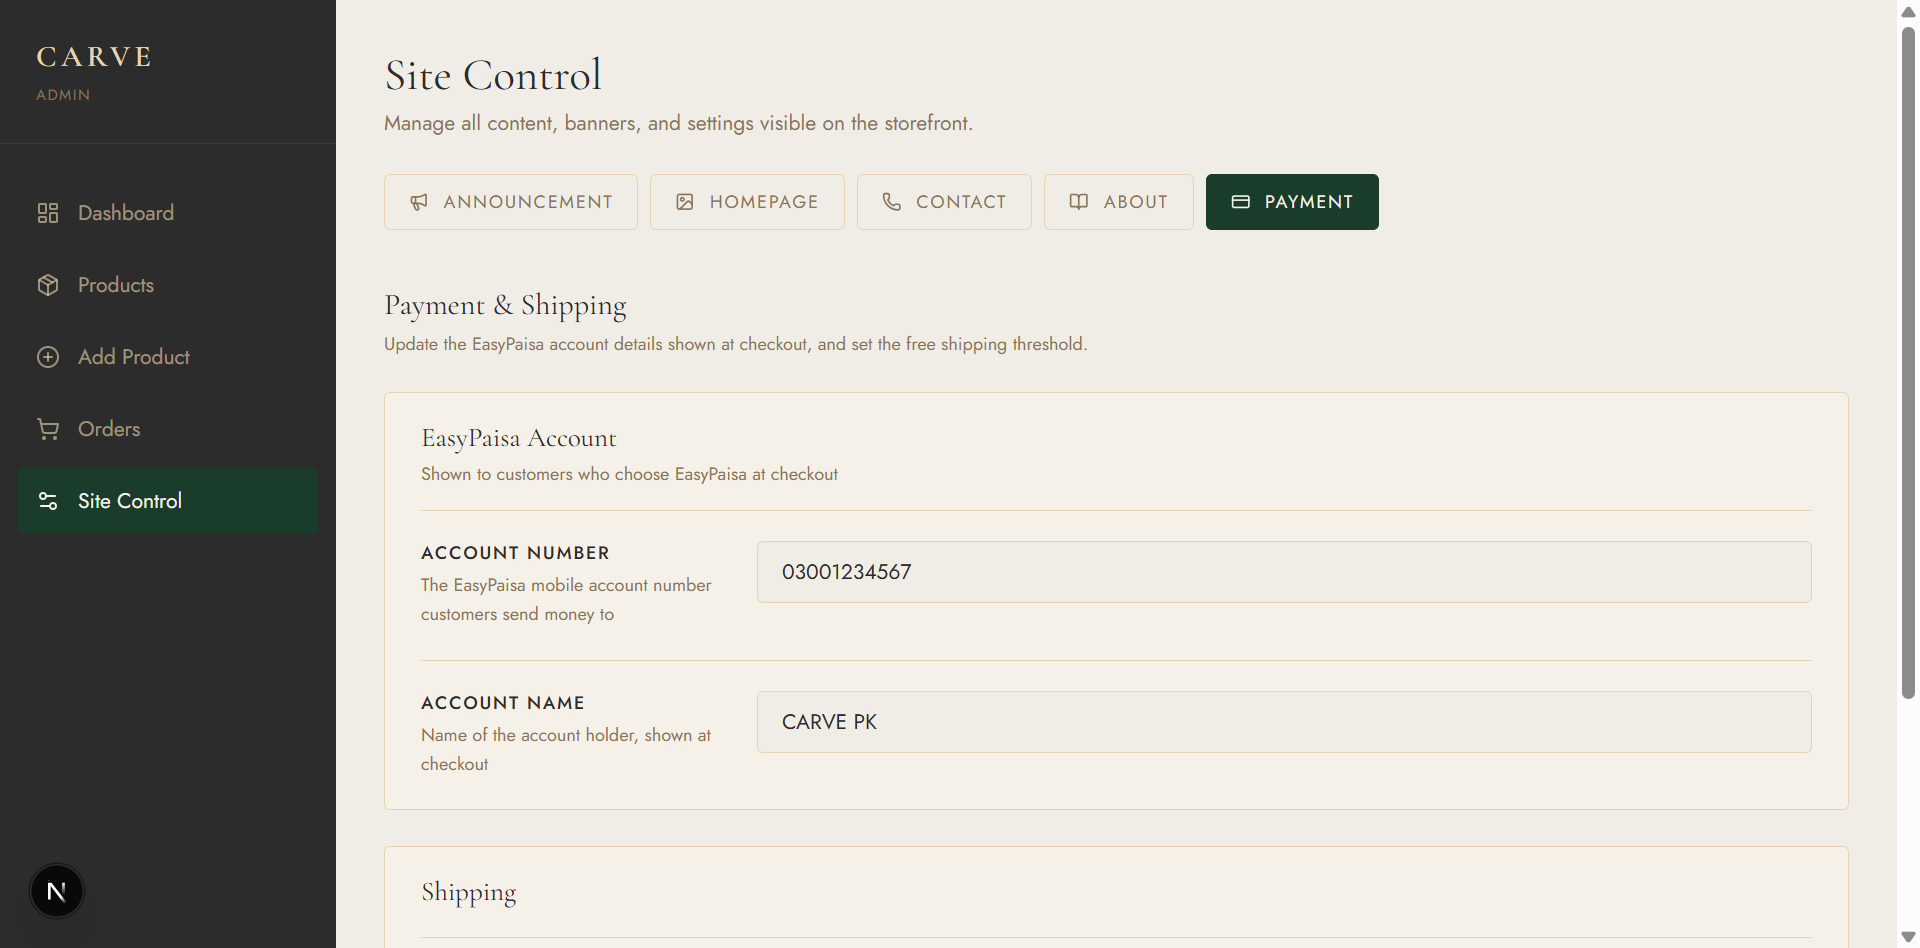 CARVE
ADMIN
Dashboard
Products
Add Product
Orders
Site Control
N
Site Control
Manage all content, banners, and settings visible on the storefront.
ANNOUNCEMENT
HOMEPAGE
CONTACT
ABOUT
PAYMENT
Payment & Shipping
Update the EasyPaisa account details shown at checkout, and set the free shipping threshold.
EasyPaisa Account
Shown to customers who choose EasyPaisa at checkout
ACCOUNT NUMBER
The EasyPaisa mobile account number
customers send money to
03001234567
ACCOUNT NAME
Name of the account holder, shown at
checkout
CARVE PK
Shipping